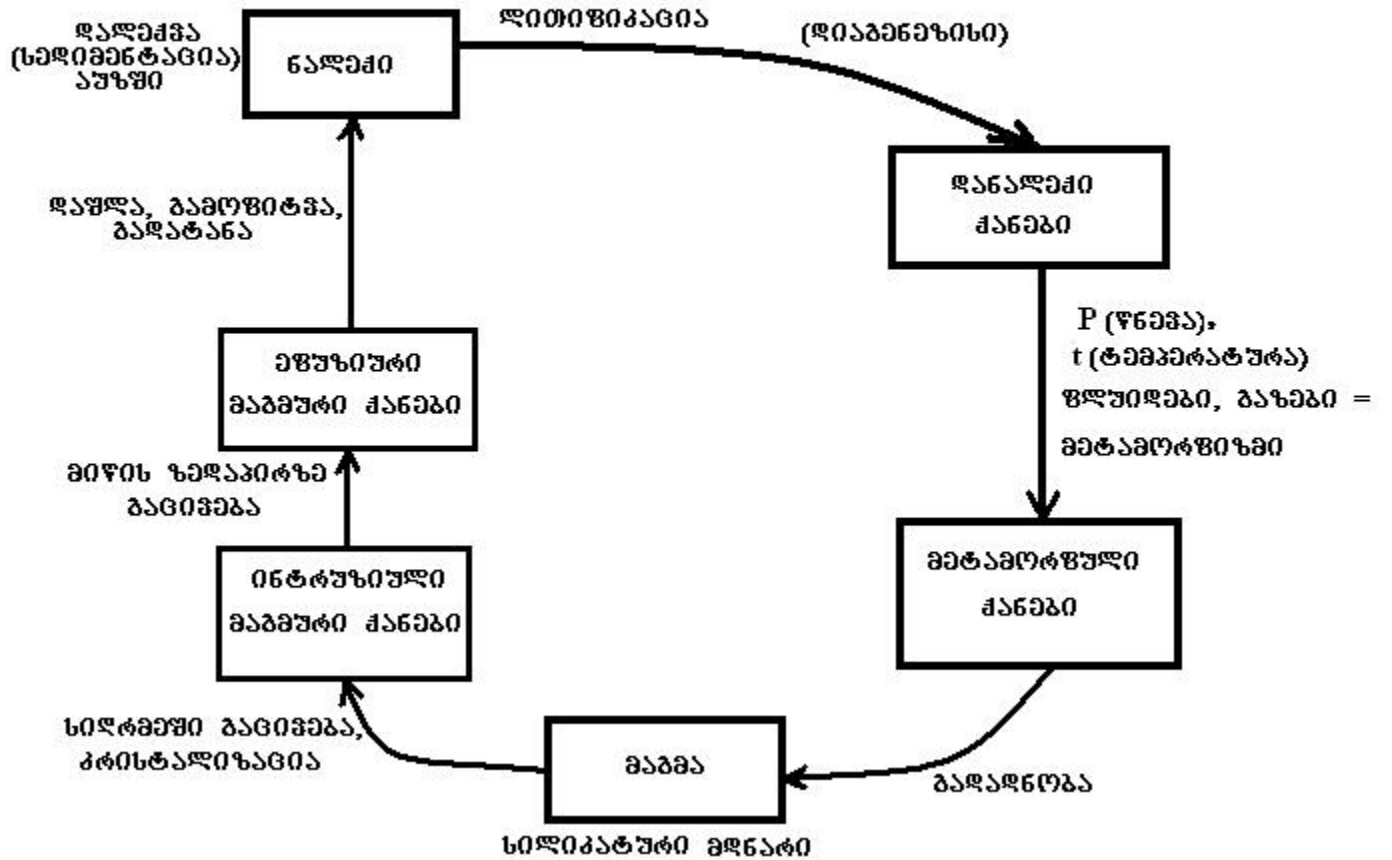 დალექვა
(სედიმენტაცია)
აუზში
ნალექი
ლითიფიკაცია
(დიაგენეზისი)
დანალექი
ქანები
P (წნევა),
t (ტემპერატურა)
ფლუიდები, გაზები =
მეტამორფიზმი
მეტამორფული
ქანები
გადადნობა
მაგმა
სილიკატური მდნარი
სიღრმეში გაცივება,
კრისტალიზაცია
ინტრუზიული
მაგმური ქანები
მიწის ზედაპირზე
გაცივება
ეფუზიური
მაგმური ქანები
დაშლა, გამოფიტვა,
გადატანა